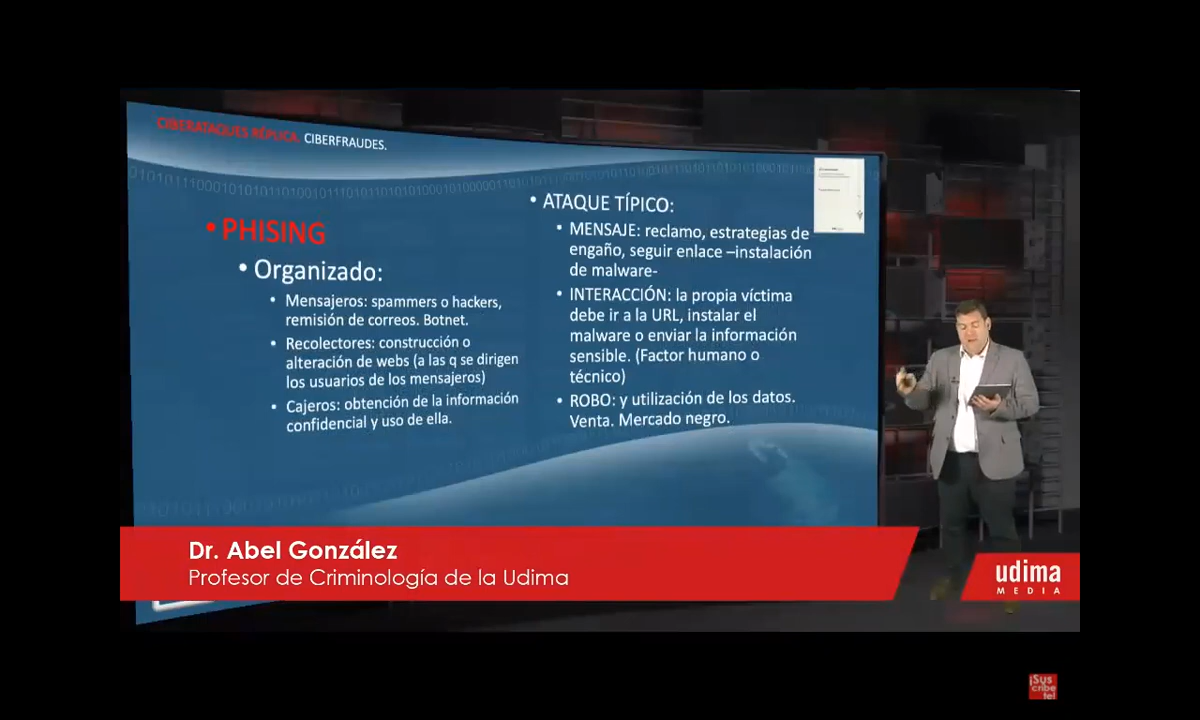 CIBERATAQUES RÉPLICA. CIBERFRAUDES.
• PHISING
• Organizado:
• Mensajeros: spammers o hackers,
remisión de correos. Botnet.
• Recolectores: construcción o
alteración de webs (a las q se dirigen
los usuarios de los mensajeros)
• Cajeros: obtención de la información
confidencial y uso de ella.
• ATAQUE TÍPICO:
• MENSAJE: reclamo, estrategias de
engaño, seguir enlace –instalación
de malware-
• INTERACCIÓN: la propia víctima
debe ir a la URL, instalar el
malware o enviar la información
sensible. (Factor humano o
técnico)
• ROBO: y utilización de los datos.
Venta. Mercado negro.
Dr. Abel González
Profesor de Criminología de la Udima
udima
MEDIA
¡Sus
cribe
te!